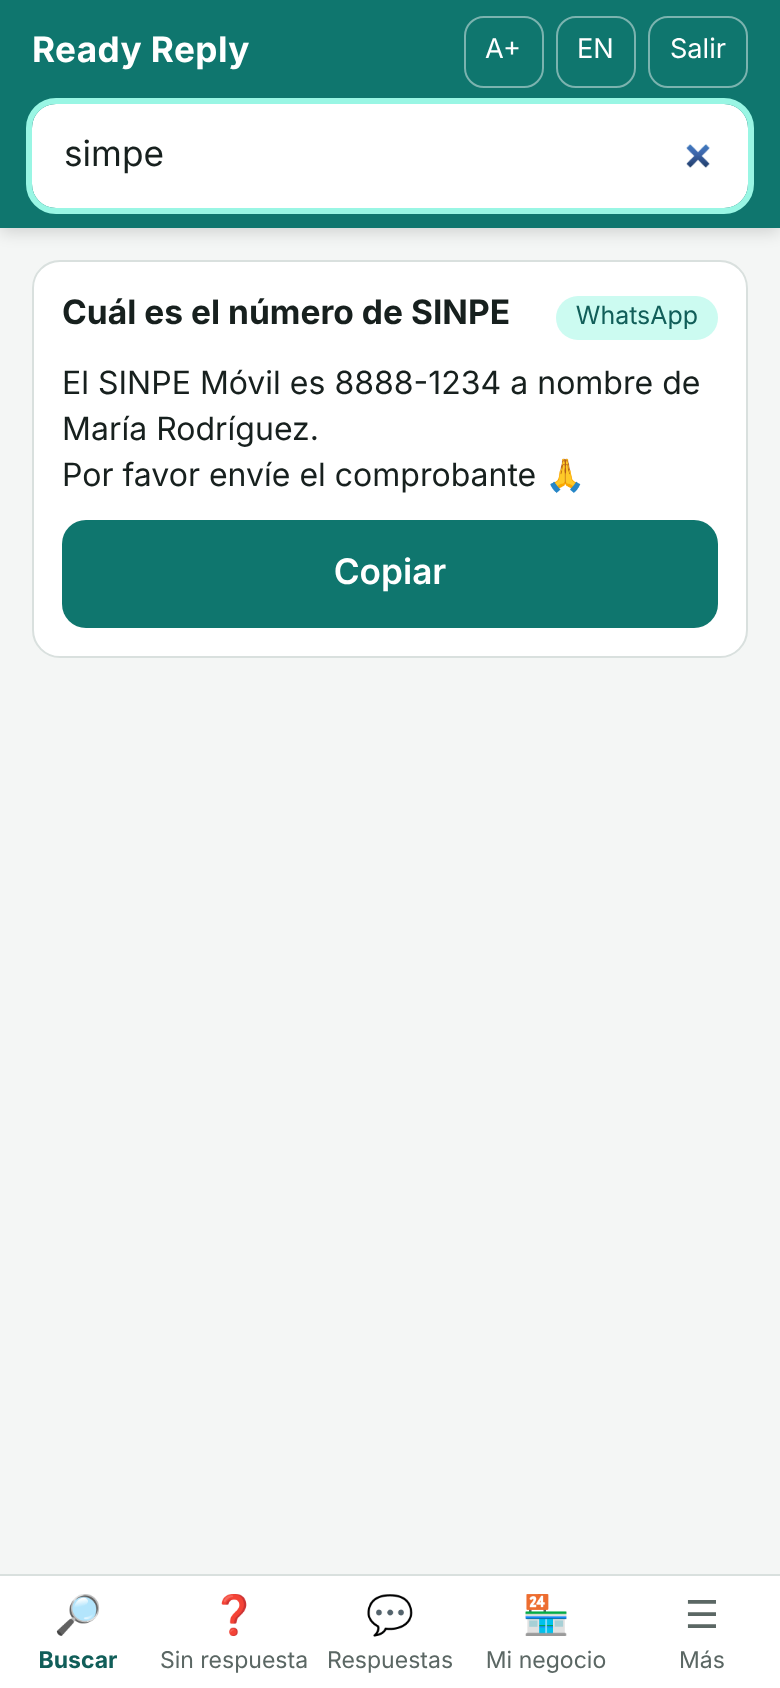 Ready Reply
A+
EN
Salir
simpe
Cuál es el número de SINPE
WhatsApp
El SINPE Móvil es 8888-1234 a nombre de
María Rodríguez.
Por favor envíe el comprobante 🙏
Copiar
24
Buscar
Sin respuesta
Respuestas
Mi negocio
Más